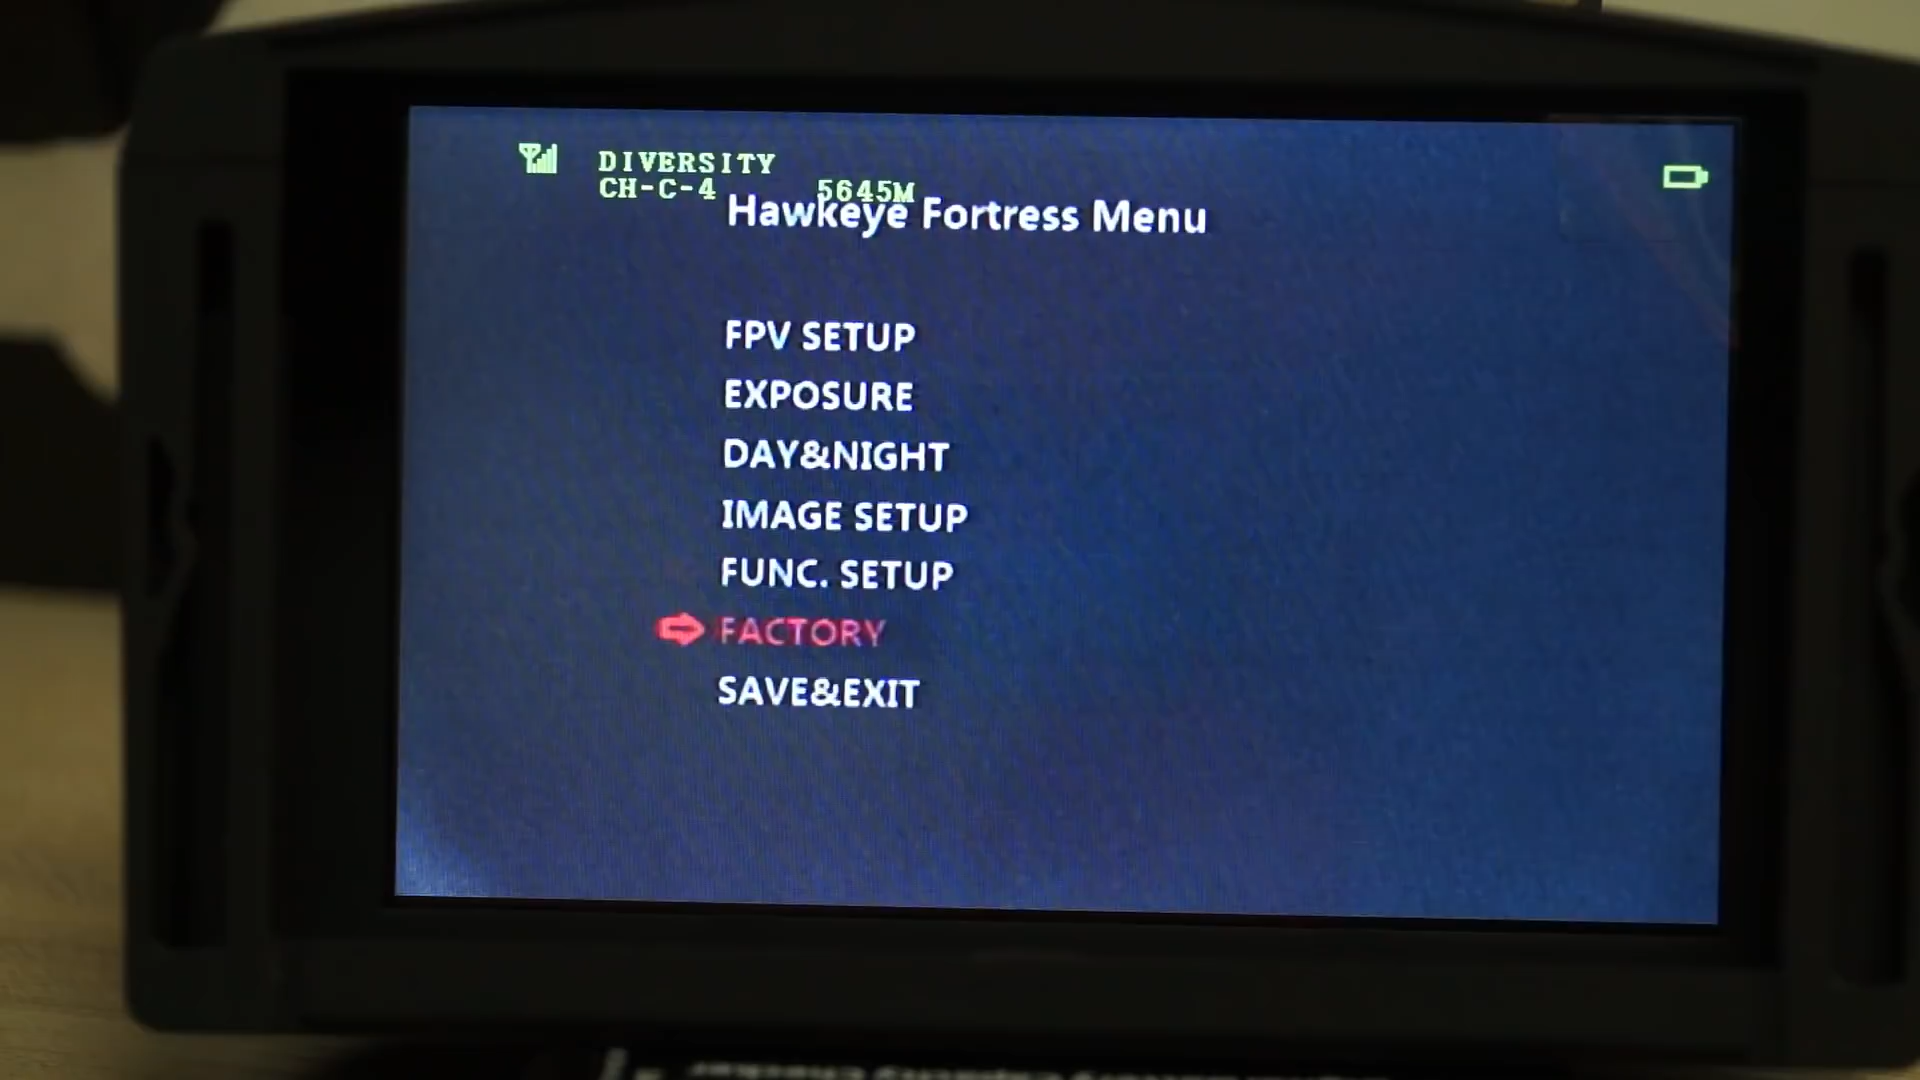 DIVERSITY
CH-C-4 5645M
Hawkeye Fortress Menu
FPV SETUP
EXPOSURE
DAY&NIGHT
IMAGE SETUP
FUNC. SETUP
FACTORY
SAVE&EXIT